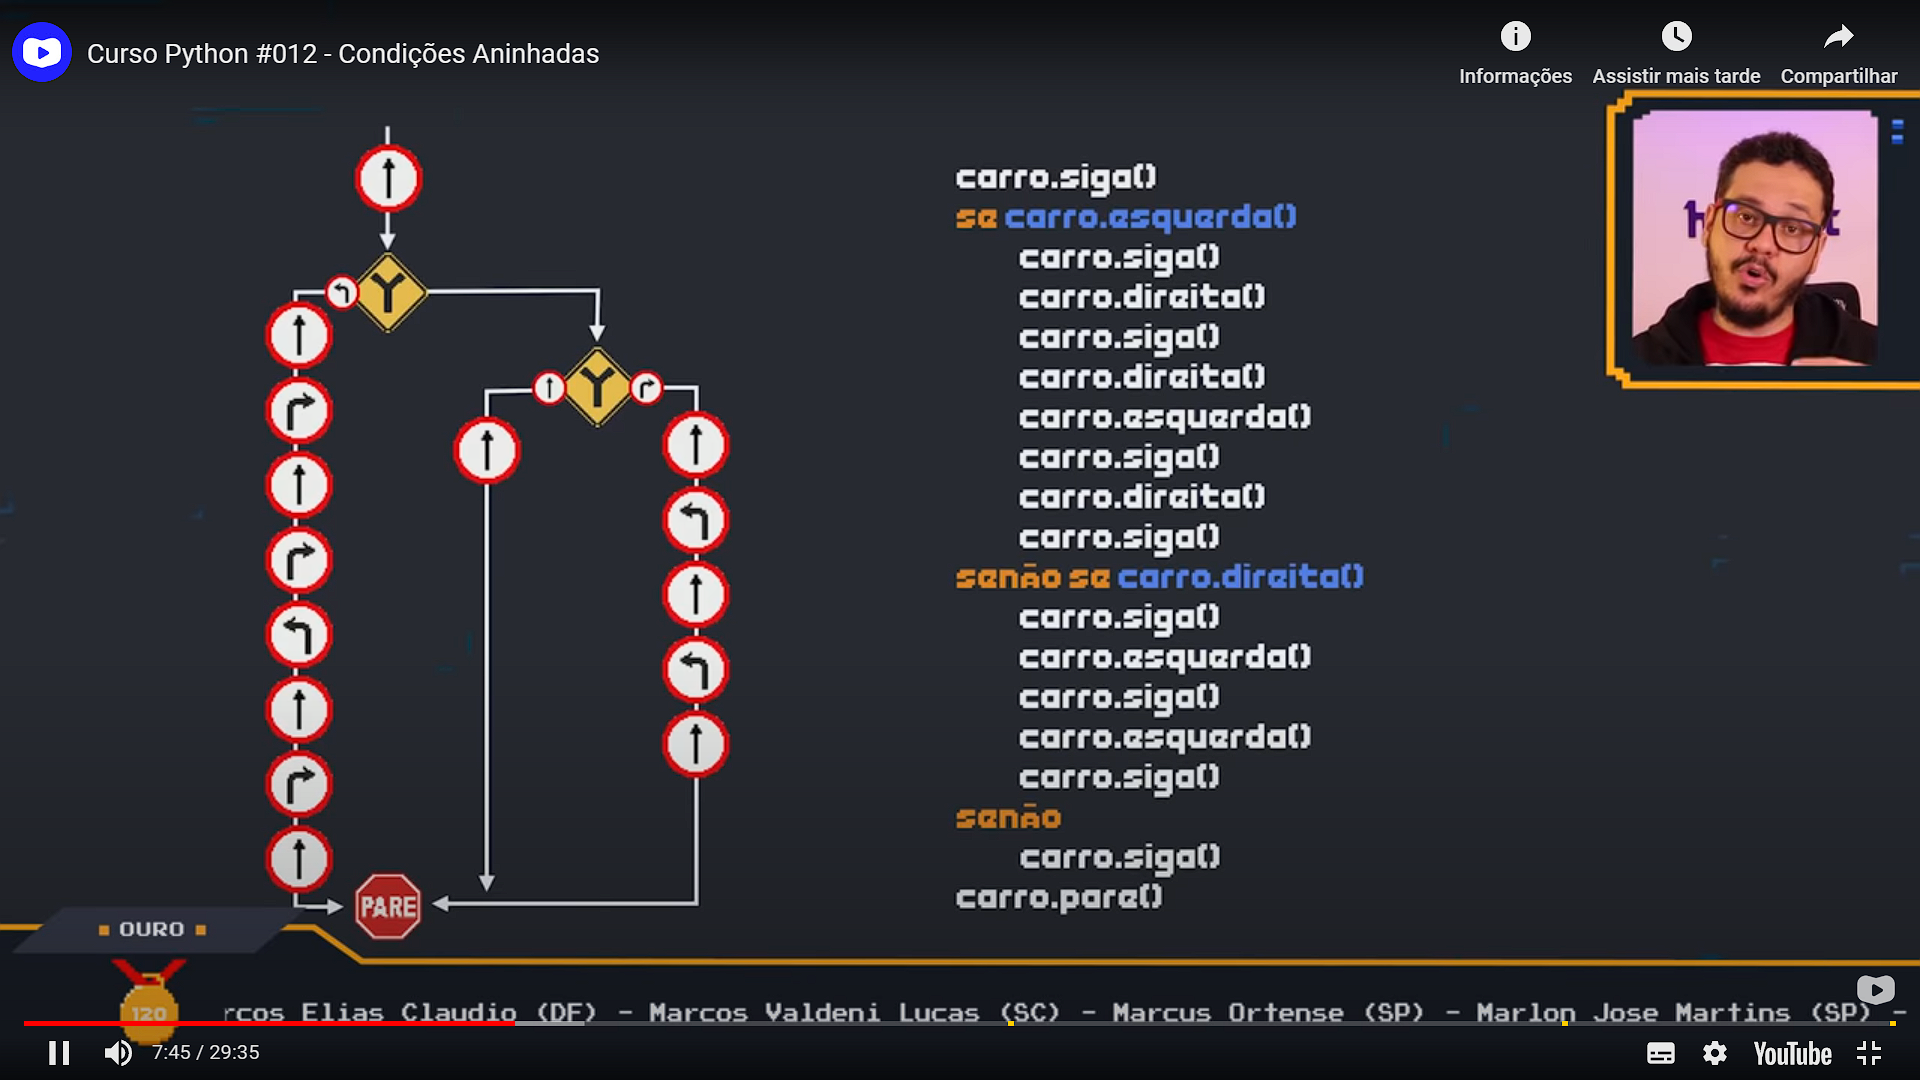 Curso Python #012 - Condições Aninhadas
Informações
Assistir mais tarde
Compartilhar
carro.siga()
se carro.esquerda()
carro.siga()
carro.direita()
carro.siga()
carro.direita()
carro.esquerda()
carro.siga()
carro.direita()
carro.siga()
senão se carro.direita()
carro.siga()
carro.esquerda()
carro.siga()
carro.esquerda()
carro.siga()
senão
carro.siga()
carro.pare()
PARE
OURO
120
rcos Elias Claudio (DF) - Marcos Valdeni Lucas (SC) - Marcus Ortense (SP) - Marlon Jose Martins (SP) -
7:45 / 29:35
YouTube